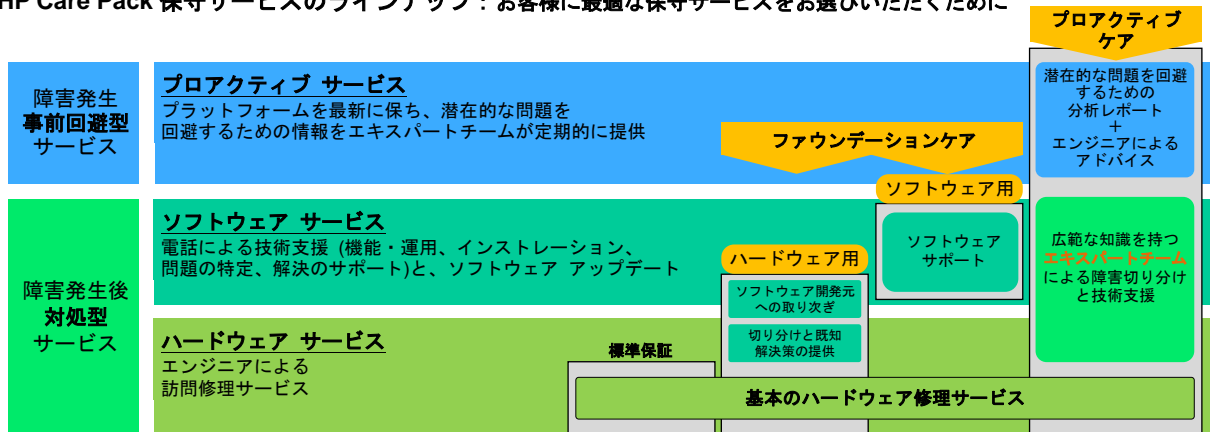 HP Care Pack 保守サービスのラインナップ：お客様に最適な保守サービスをお選びいただくために
プロアクティブ
ケア
障害発生
事前回避型
サービス
プロアクティブ サービス
プラットフォームを最新に保ち、潜在的な問題を
回避するための情報をエキスパートチームが定期的に提供
潜在的な問題を回避
するための
分析レポート
＋
エンジニアによる
アドバイス
ファウンデーションケア
ソフトウェア用
障害発生後
対処型
サービス
ソフトウェア サービス
電話による技術支援 (機能・運用、インストレーション、
問題の特定、解決のサポート)と、ソフトウェア アップデート
ハードウェア用
ソフトウェア
サポート
広範な知識を持つ
エキスパートチーム
による障害切り分け
と技術支援
ソフトウェア開発元
への取り次ぎ
切り分けと既知
解決策の提供
ハードウェア サービス
エンジニアによる
訪問修理サービス
標準保証
基本のハードウェア修理サービス